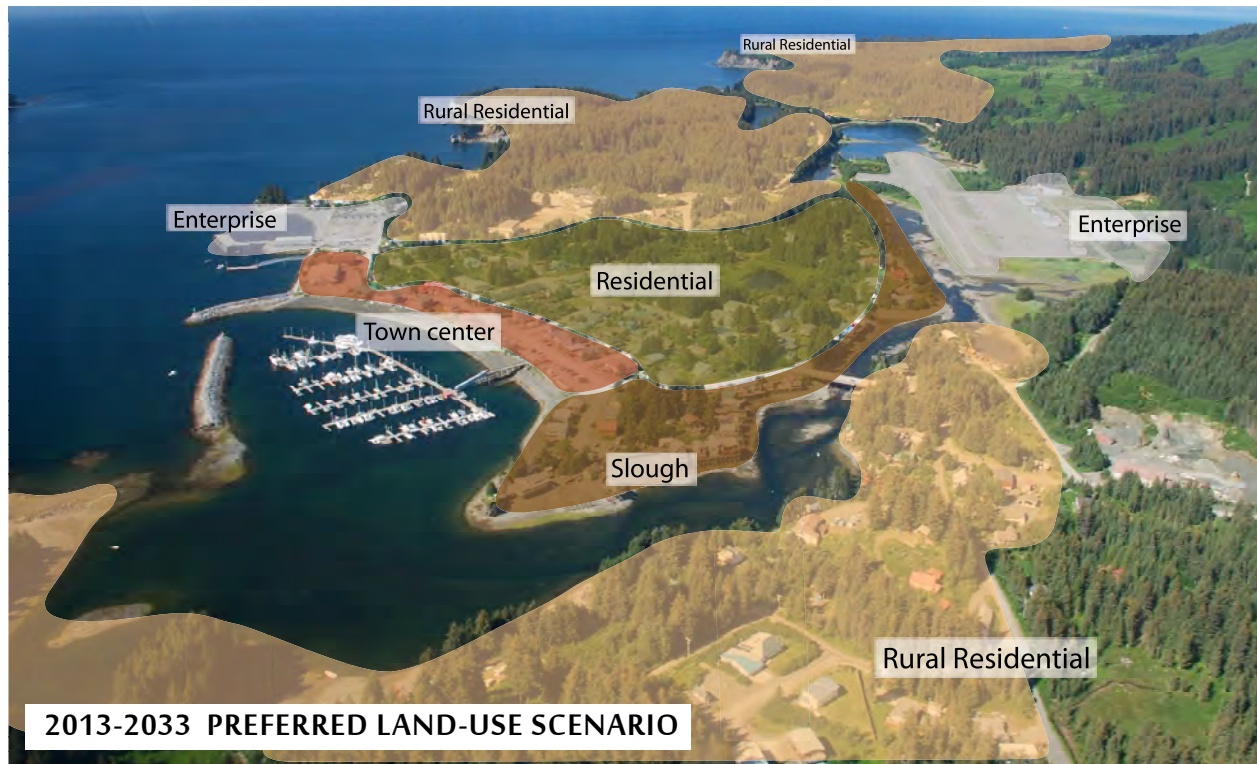 Rural Residential
Rural Residential
Enterprise
Enterprise
Residential
Town center
Slough
Rural Residential
2013-2033 PREFERRED LAND-USE SCENARIO